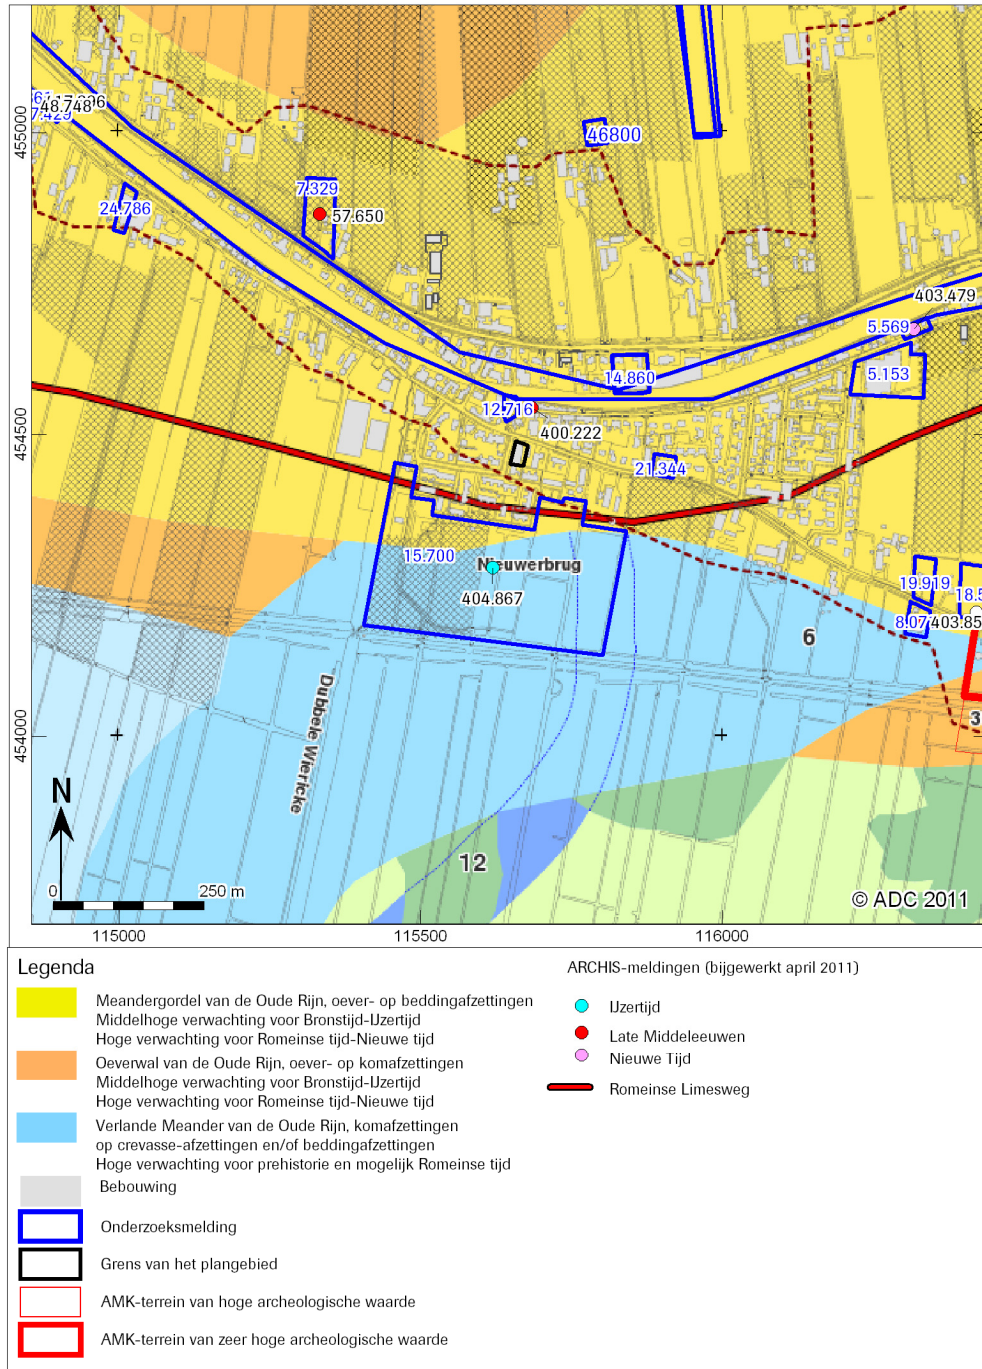 455000
454500
454000
48.748
24.786
7.329
57.650
46800
403.479
5.569
5.153
14.860
12.716
400.222
21.344
15.700
Nieuwerbrug
404.867
19.919
8.07
403.85
18.5
6
3
Dubbele Wiericke
12
N
0
250 m
© ADC 2011
115000
115500
116000
Legenda
Meandergordel van de Oude Rijn, oever- op beddingafzettingen
Middelhoge verwachting voor Bronstijd-IJzertijd
Hoge verwachting voor Romeinse tijd-Nieuwe tijd
Oeverwal van de Oude Rijn, oever- op komafzettingen
Middelhoge verwachting voor Bronstijd-IJzertijd
Hoge verwachting voor Romeinse tijd-Nieuwe tijd
Verlande Meander van de Oude Rijn, komafzettingen
op crevasse-afzettingen en/of beddingafzettingen
Hoge verwachting voor prehistorie en mogelijk Romeinse tijd
Bebouwing
Onderzoeksmelding
Grens van het plangebied
AMK-terrein van hoge archeologische waarde
AMK-terrein van zeer hoge archeologische waarde
ARCHIS-meldingen (bijgewerkt april 2011)
IJzertijd
Late Middeleeuwen
Nieuwe Tijd
Romeinse Limesweg